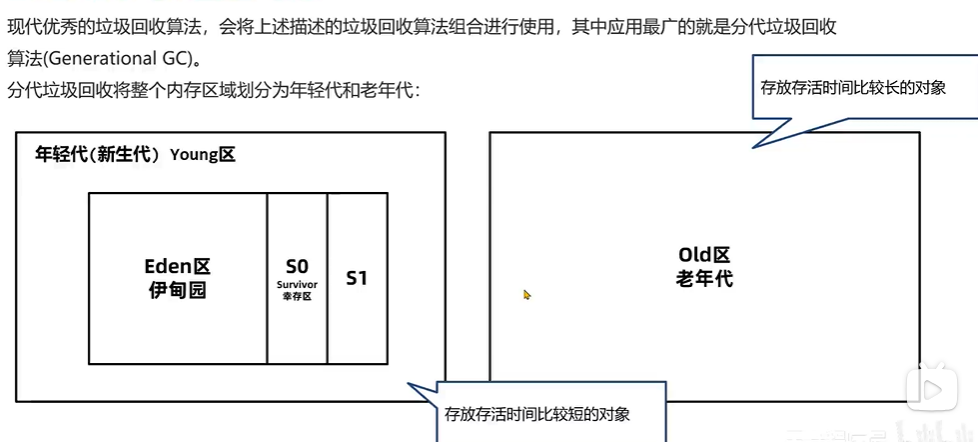 现代优秀的垃圾回收算法，会将上述描述的垃圾回收算法组合进行使用，其中应用最广的就是分代垃圾回收
算法(Generational GC)。
分代垃圾回收将整个内存区域划分为年轻代和老年代：
存放存活时间比较长的对象
年轻代(新生代) Young区
Eden区
伊甸园
S0
Survivor
幸存区
S1
Old区
老年代
存放存活时间比较短的对象